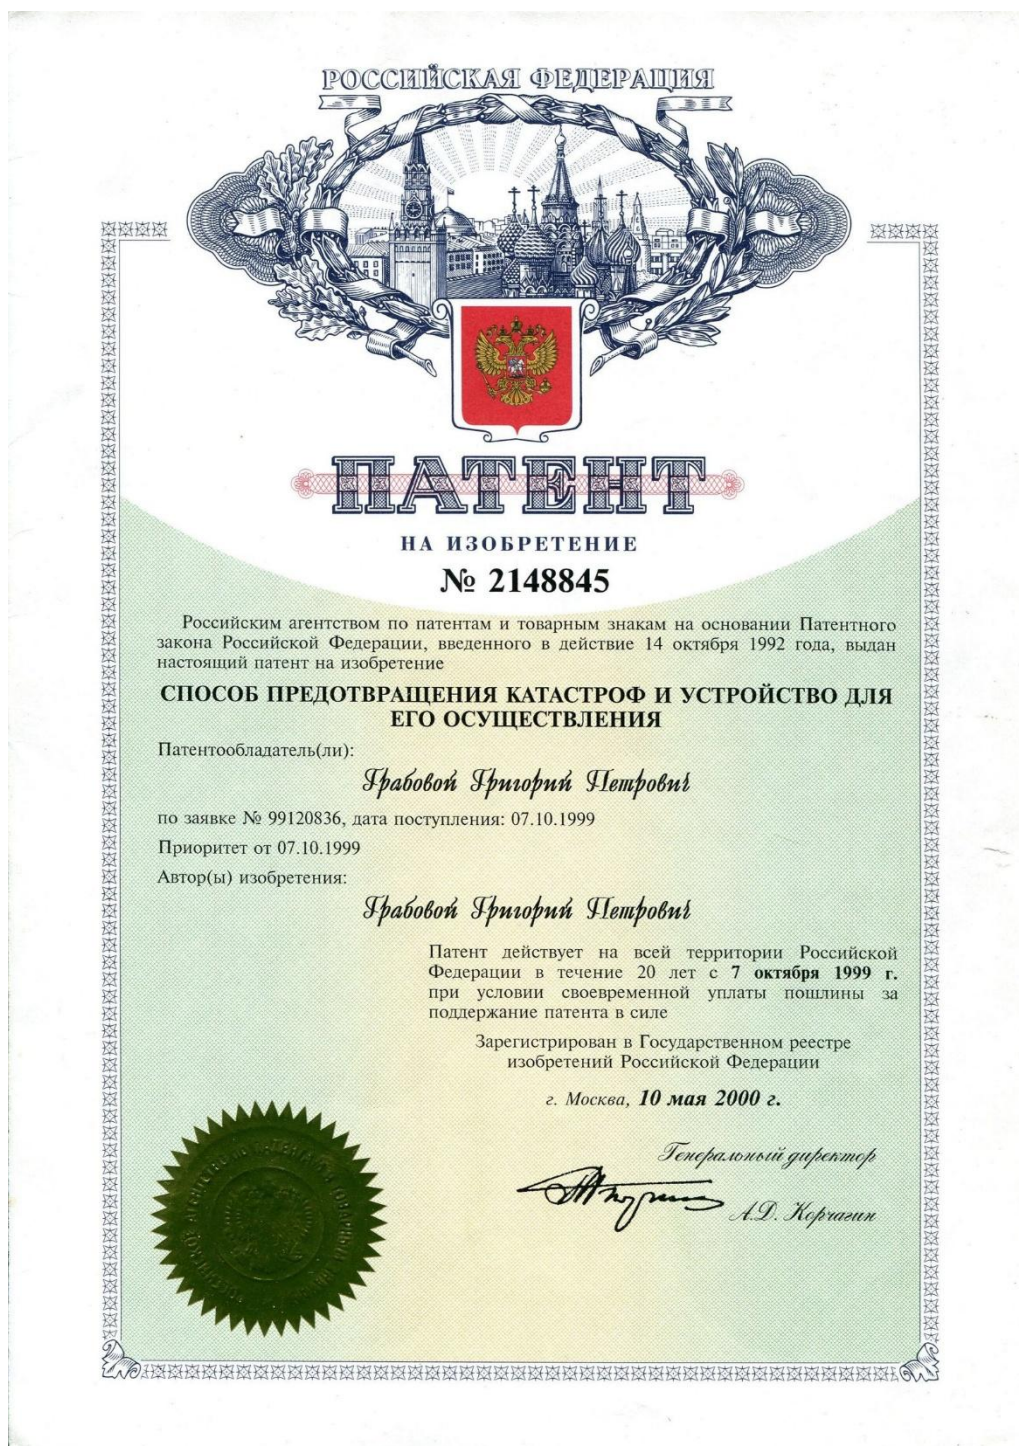 РОССИЙСКАЯ ФЕДЕРАЦИЯ
ПАТЕНТ
НА ИЗОБРЕТЕНИЕ
№ 2148845
Российским агентством по патентам и товарным знакам на основании Патентного
закона Российской Федерации, введенного в действие 14 октября 1992 года, выдан
настоящий патент на изобретение
СПОСОБ ПРЕДОТВРАЩЕНИЯ КАТАСТРОФ И УСТРОЙСТВО ДЛЯ
ЕГО ОСУЩЕСТВЛЕНИЯ
Патентообладатель(ли):
Грабовой Григорий Петрович
по заявке № 99120836, дата поступления: 07.10.1999
Приоритет от 07.10.1999
Автор(ы) изобретения:
Грабовой Григорий Петрович
Патент действует на всей территории Российской
Федерации в течение 20 лет с 7 октября 1999 г.
при условии своевременной уплаты пошлины за
поддержание патента в силе
Зарегистрирован в Государственном реестре
изобретений Российской Федерации
г. Москва, 10 мая 2000 г.
Генеральный директор
А.Д. Корчагин